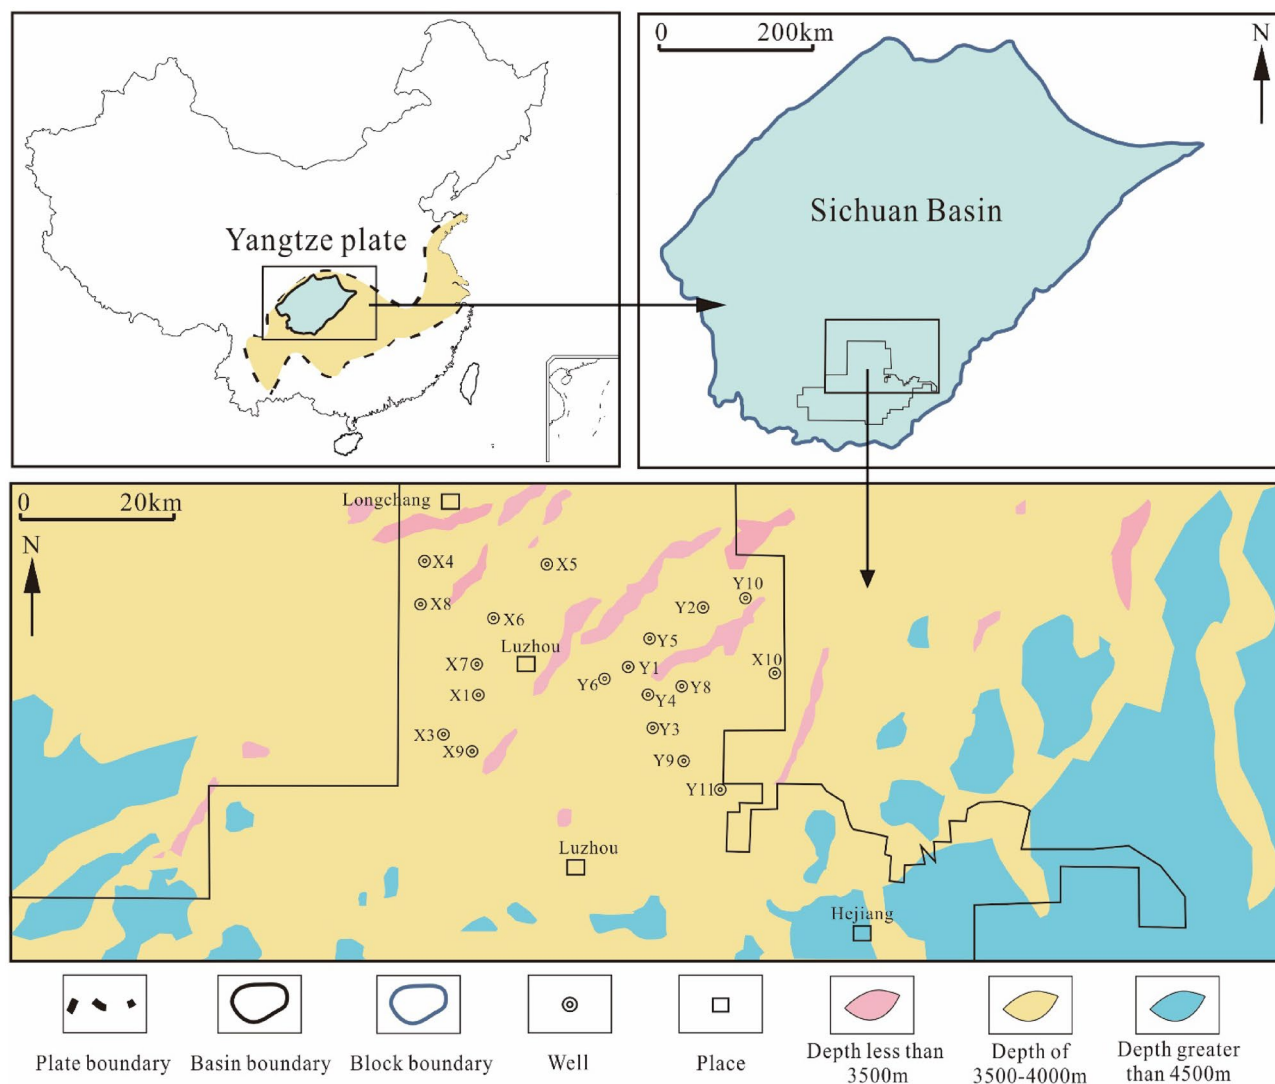 Yangtze plate
0 200km
N
Sichuan Basin
0 20km
N
Longchang
X4
X5
X8
X6
Y10
Y2
Y5
Luzhou
X7
Y1
X10
Y6
X1
Y8
Y4
X3
X9
Y3
Y9
Y11
Luzhou
Hejiang
Plate boundary
Basin boundary
Block boundary
Well
Place
Depth less than
3500m
Depth of
3500-4000m
Depth greater
than 4500m